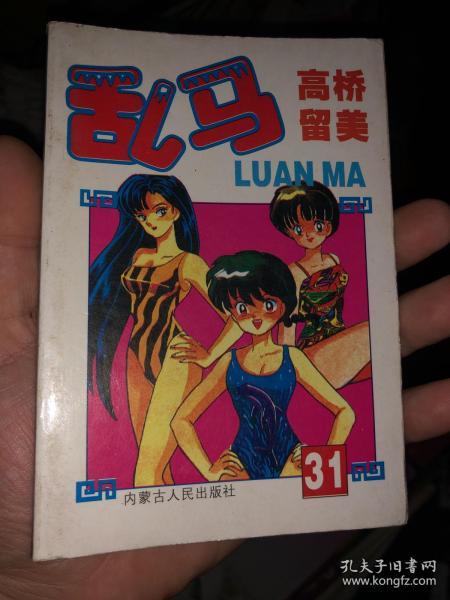 乱马
高桥
留美
LUAN MA
31
内蒙古人民出版社
孔夫子旧书网
www.kongfz.com